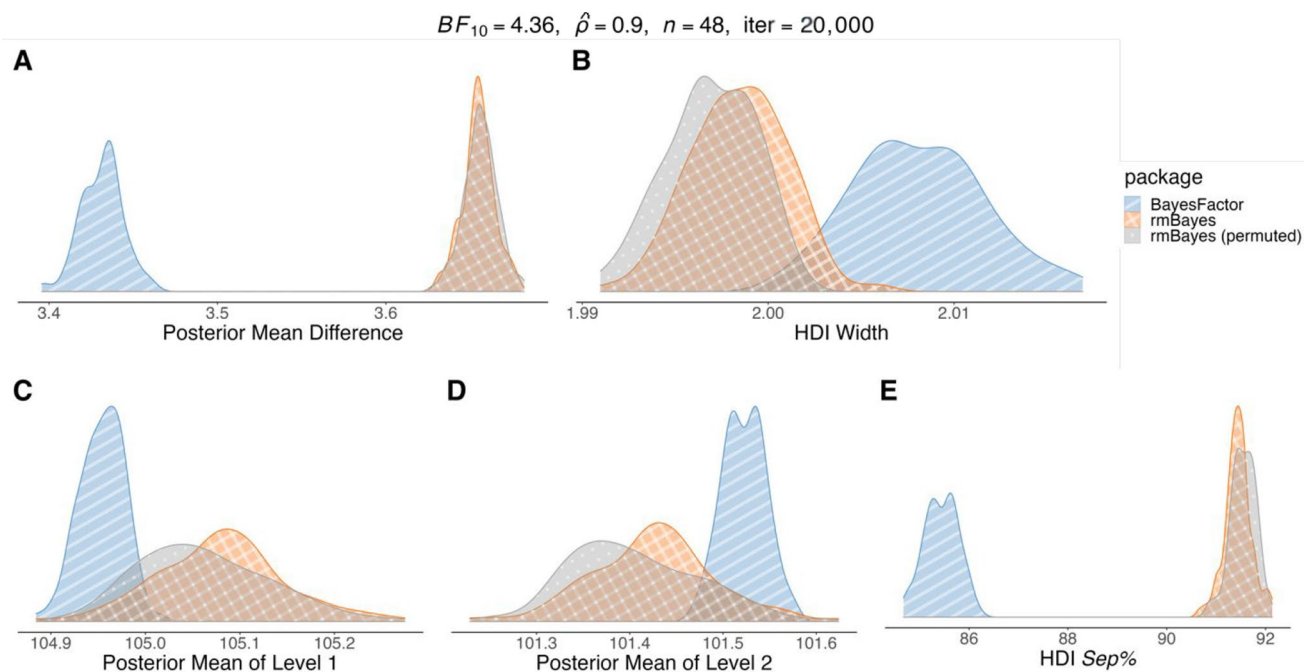 BF₁₀ = 4.36, ρ̂ = 0.9, n = 48, iter = 20,000
A
B
3.4 3.5 3.6
Posterior Mean Difference
1.99 2.00 2.01
HDI Width
package
BayesFactor
rmBayes
rmBayes (permuted)
C
D
E
104.9 105.0 105.1 105.2
Posterior Mean of Level 1
101.3 101.4 101.5 101.6
Posterior Mean of Level 2
86 88 90 92
HDI Sep%